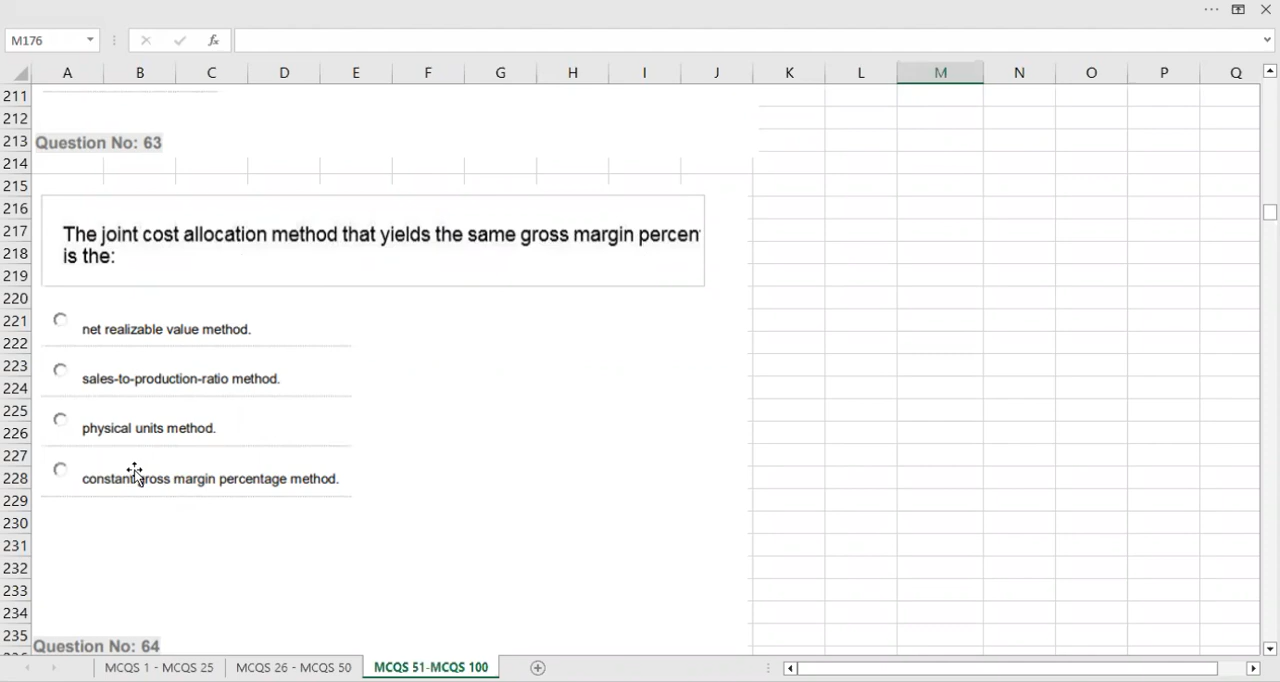 M176
fx
A B C D E F G H I J K L M N O P Q
211
212
213 Question No: 63
214
215
216
217 The joint cost allocation method that yields the same gross margin percen
218 is the:
219
220
221 net realizable value method.
222
223
224 sales-to-production-ratio method.
225
226 physical units method.
227
228 constant gross margin percentage method.
229
230
231
232
233
234
235 Question No: 64
MCQS 1 - MCQS 25 MCQS 26 - MCQS 50 MCQS 51-MCQS 100